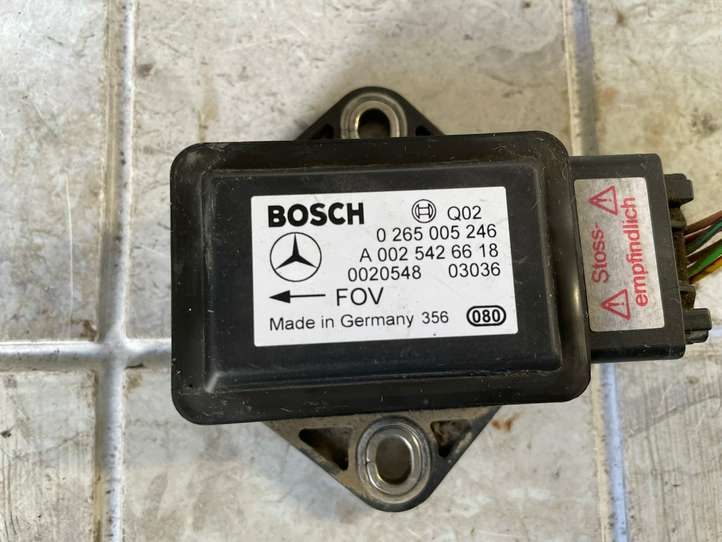 BOSCH
Q02
0 265 005 246
A 002 542 66 18
0020548 03036
FOV
Made in Germany 356 080
Stoss-
empfindlich